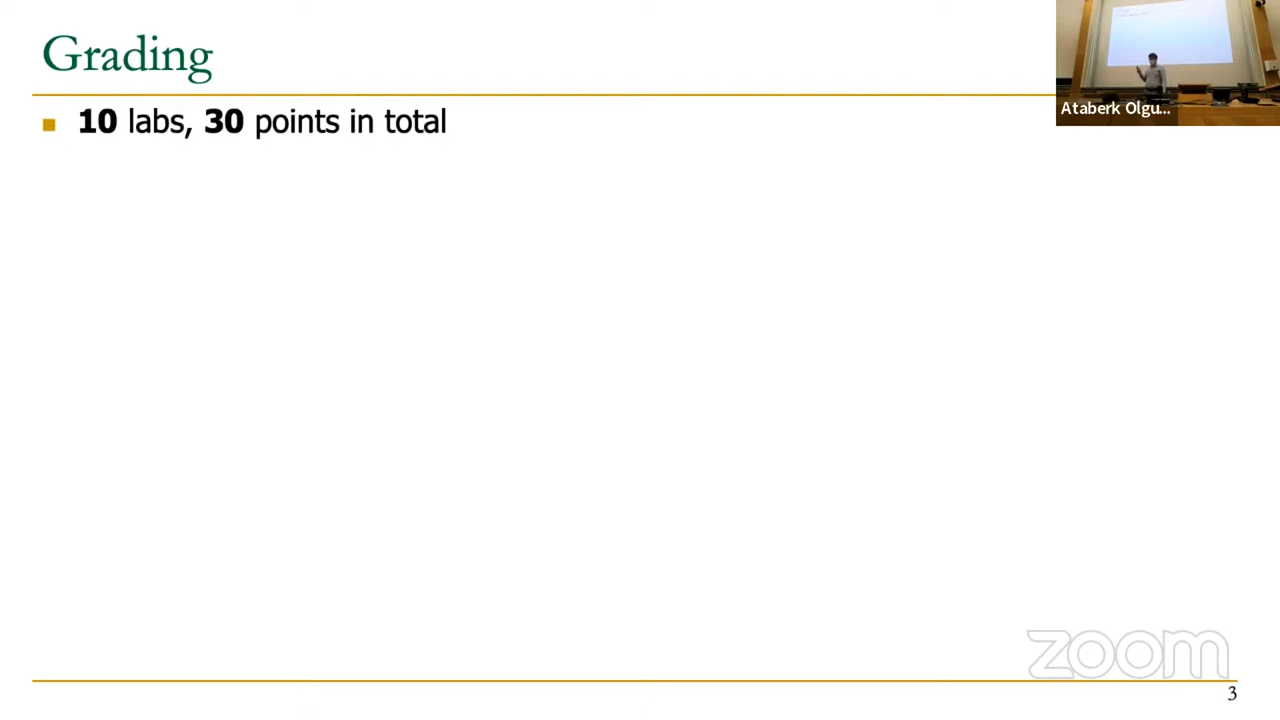 Grading
10 labs, 30 points in total
Ataberk Olgu...
zoom
3